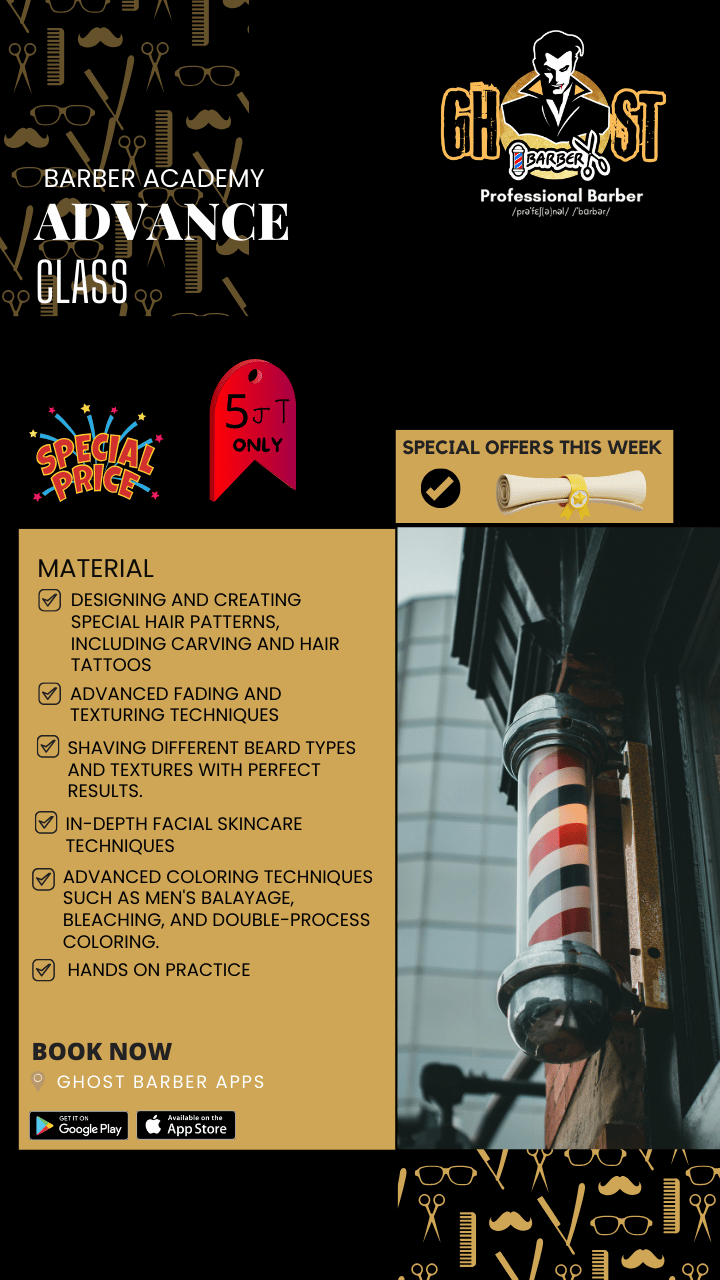 BARBER ACADEMY
ADVANCE
CLASS
GHOST
BARBER
Professional Barber
/prəˈfɛʃ(ə)nəl/ /ˈbɑrbər/
SPECIAL
PRICE
5JT
ONLY
SPECIAL OFFERS THIS WEEK
MATERIAL
DESIGNING AND CREATING
SPECIAL HAIR PATTERNS,
INCLUDING CARVING AND HAIR
TATTOOS
ADVANCED FADING AND
TEXTURING TECHNIQUES
SHAVING DIFFERENT BEARD TYPES
AND TEXTURES WITH PERFECT
RESULTS.
IN-DEPTH FACIAL SKINCARE
TECHNIQUES
ADVANCED COLORING TECHNIQUES
SUCH AS MEN'S BALAYAGE,
BLEACHING, AND DOUBLE-PROCESS
COLORING.
HANDS ON PRACTICE
BOOK NOW
GHOST BARBER APPS
GET IT ON
Google Play
Available on the
App Store